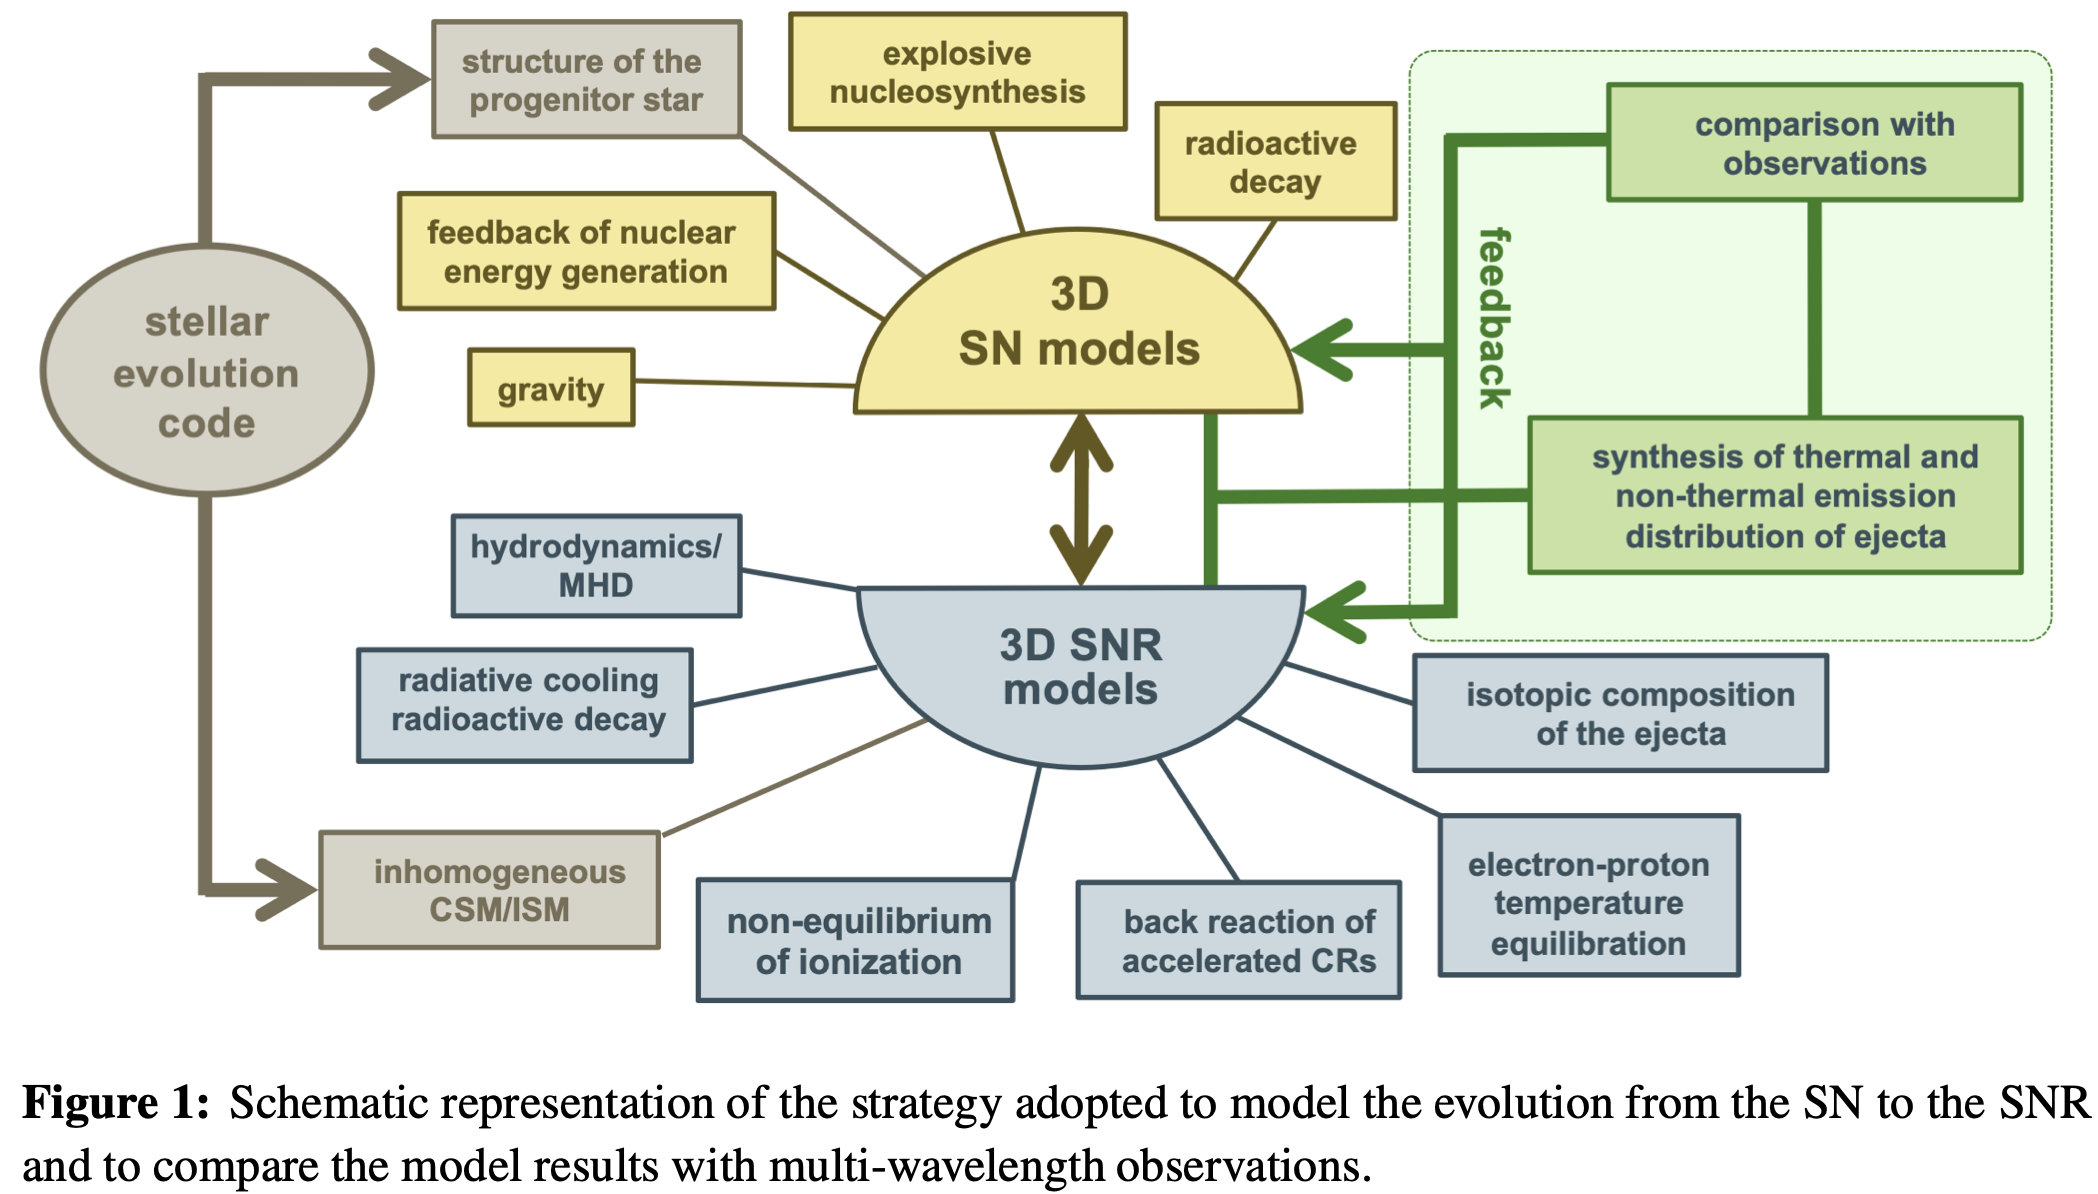 structure of the
progenitor star
explosive
nucleosynthesis
radioactive
decay
comparison with
observations
feedback of nuclear
energy generation
gravity
3D
SN models
feedback
stellar
evolution
code
synthesis of thermal and
non-thermal emission
distribution of ejecta
hydrodynamics/
MHD
radiative cooling
radioactive decay
3D SNR
models
isotopic composition
of the ejecta
inhomogeneous
CSM/ISM
non-equilibrium
of ionization
back reaction of
accelerated CRs
electron-proton
temperature
equilibration
Figure 1: Schematic representation of the strategy adopted to model the evolution from the SN to the SNR
and to compare the model results with multi-wavelength observations.